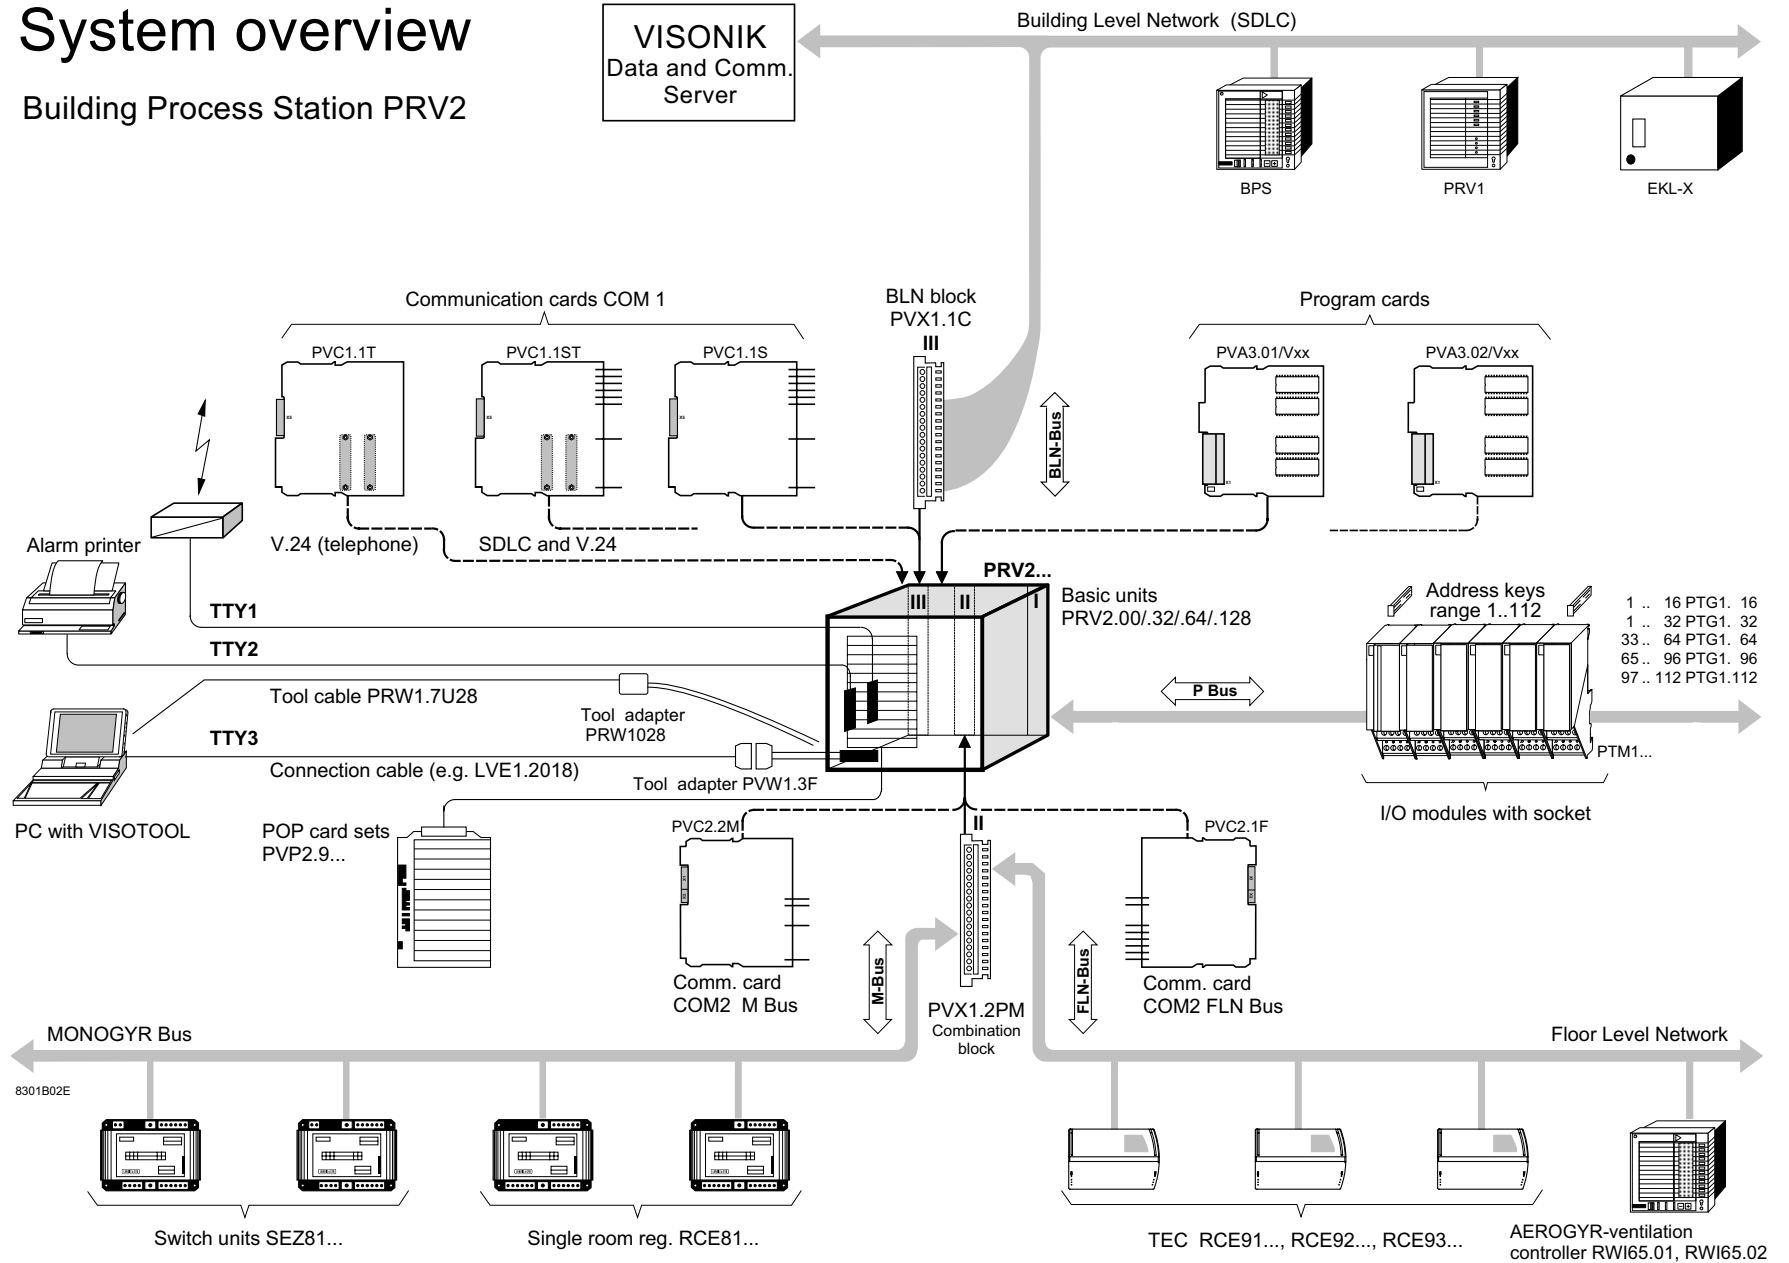 System overview
Building Process Station PRV2
VISONIK
Data and Comm.
Server
Building Level Network (SDLC)
BPS
PRV1
EKL-X
Communication cards COM 1
PVC1.1T
PVC1.1ST
PVC1.1S
BLN block
PVX1.1C
III
BLN-Bus
Program cards
PVA3.01/Vxx
PVA3.02/Vxx
V.24 (telephone)
SDLC and V.24
Alarm printer
TTY1
TTY2
Tool cable PRW1.7U28
Tool adapter
PRW1028
TTY3
Connection cable (e.g. LVE1.2018)
Tool adapter PVW1.3F
PC with VISOTOOL
POP card sets
PVP2.9...
PRV2...
III
II
I
Basic units
PRV2.00/.32/.64/.128
P Bus
Address keys
range 1..112
1 .. 16 PTG1. 16
1 .. 32 PTG1. 32
33 .. 64 PTG1. 64
65 .. 96 PTG1. 96
97 .. 112 PTG1.112
PTM1...
I/O modules with socket
PVC2.2M
II
PVC2.1F
Comm. card
COM2 M Bus
M-Bus
PVX1.2PM
Combination
block
FLN-Bus
Comm. card
COM2 FLN Bus
MONOGYR Bus
Floor Level Network
8301B02E
Switch units SEZ81...
Single room reg. RCE81...
TEC RCE91..., RCE92..., RCE93...
AEROGYR-ventilation
controller RWI65.01, RWI65.02